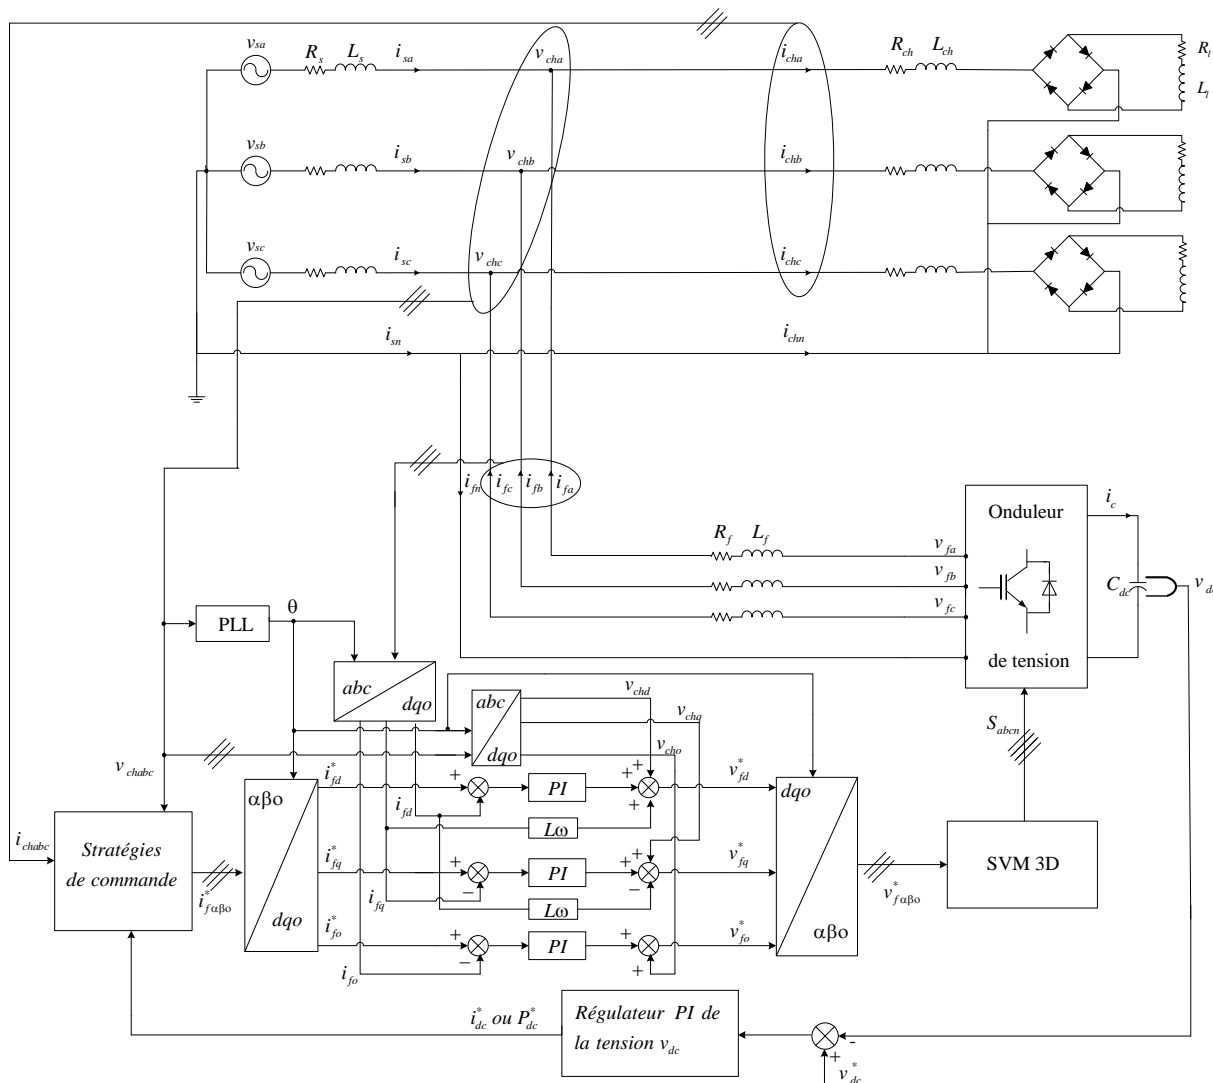 v_sa
R_s
L_s
i_sa
v_cha
i_cha
R_ch
L_ch
R_l
L_l
v_sb
i_sb
v_chb
i_chb
v_sc
i_sc
v_chc
i_chc
i_sn
i_chn
i_fn
i_fc
i_fb
i_fa
R_f
L_f
v_fa
v_fb
v_fc
Onduleur
de tension
i_c
C_dc
v_dc
PLL
θ
abc
dqo
abc
dqo
v_chd
v_chq
v_cho
S_abcn
v_chabc
i_chabc
Stratégies
de commande
i*_fαβo
αβo
dqo
i*_fd
+
i_fd
PI
+
+
+
+
v*_fd
Lω
i*_fq
+
−
i_fq
PI
+
+
−
v*_fq
Lω
i*_fo
+
−
i_fo
PI
+
+
v*_fo
dqo
αβo
v*_fαβo
SVM 3D
i*_dc ou P*_dc
Régulateur PI de
la tension v_dc
-
+
v*_dc